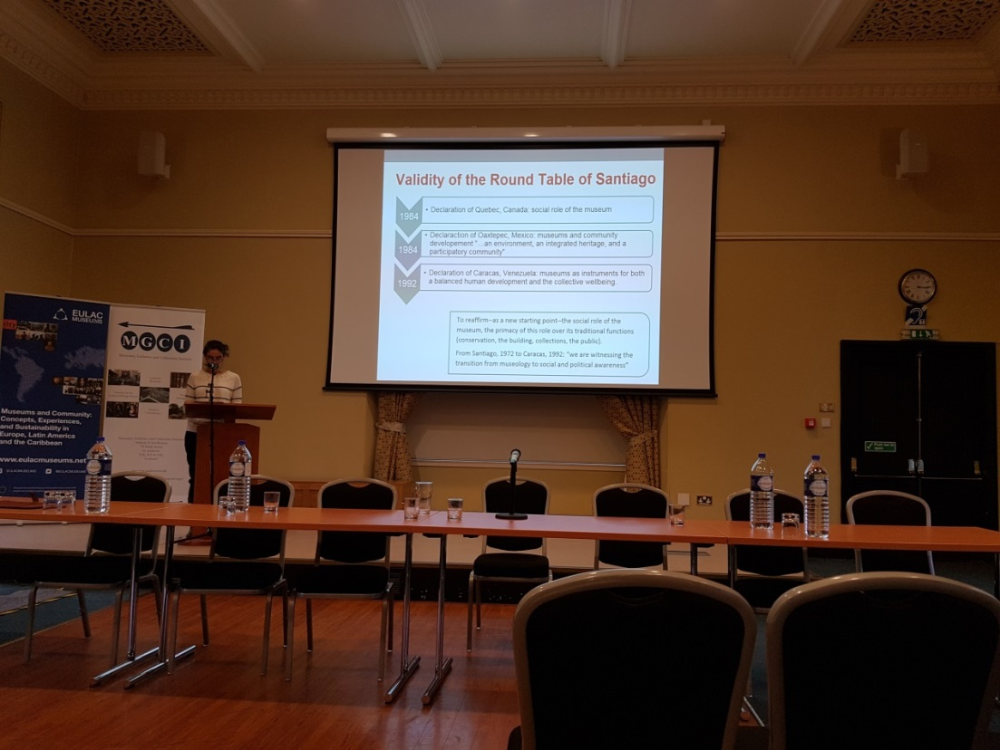 Validity of the Round Table of Santiago
1984
• Declaration of Quebec, Canada: social role of the museum
1984
• Declaraction of Oaxtepec, Mexico: museums and community
developement "...an environment, an integrated heritage, and a
participatory community"
1992
• Declaration of Caracas, Venezuela: museums as instruments for both
a balanced human development and the collective wellbeing.
To reaffirm--as a new starting point--the social role of the
museum, the primacy of this role over its traditional functions
(conservation, the building, collections, the public).
From Santiago, 1972 to Caracas, 1992: "we are witnessing the
transition from museology to social and political awareness"
EULAC
MUSEUMS
Museums and Community:
Concepts, Experiences,
and Sustainability in
Europe, Latin America
and the Caribbean
www.eulacmuseums.net
MGCI